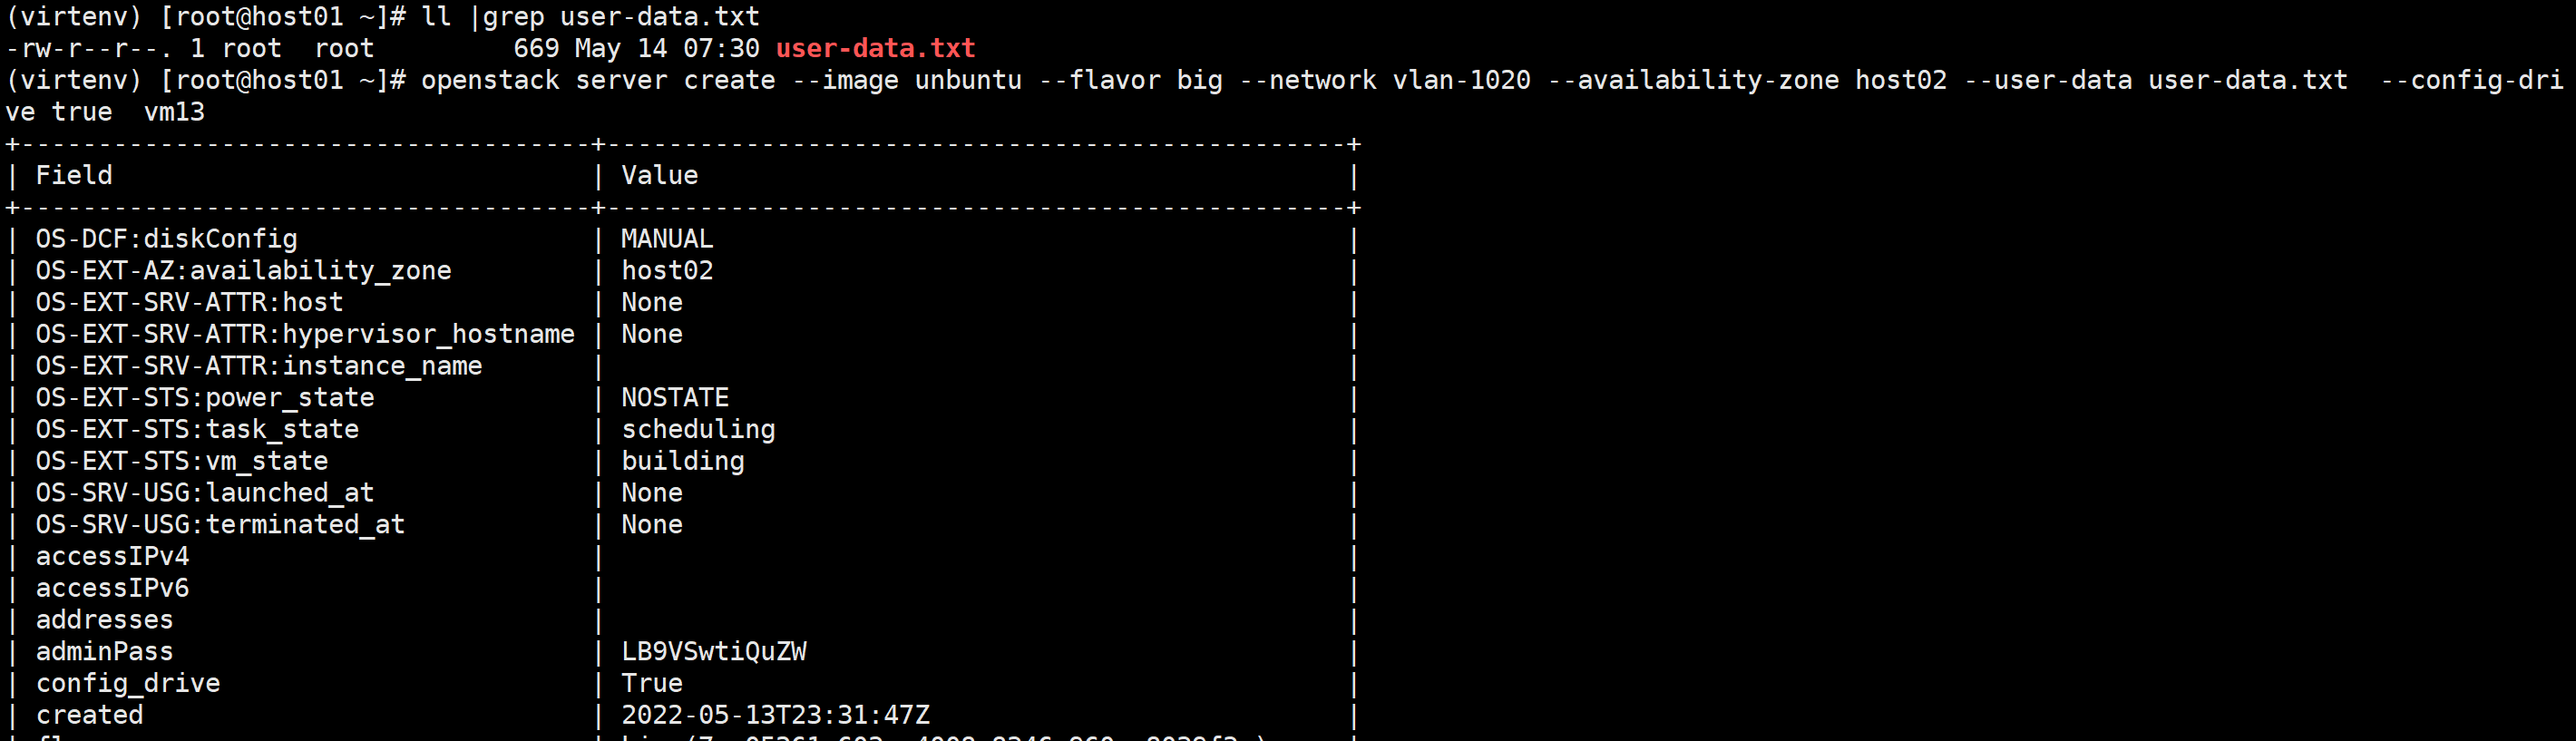 (virtenv) [root@host01 ~]# ll |grep user-data.txt
-rw-r--r--. 1 root  root         669 May 14 07:30 user-data.txt
(virtenv) [root@host01 ~]# openstack server create --image unbuntu --flavor big --network vlan-1020 --availability-zone host02 --user-data user-data.txt  --config-dri
ve true  vm13
+-------------------------------------+------------------------------------------------+
| Field                               | Value                                          |
+-------------------------------------+------------------------------------------------+
| OS-DCF:diskConfig                   | MANUAL                                         |
| OS-EXT-AZ:availability_zone         | host02                                         |
| OS-EXT-SRV-ATTR:host                | None                                           |
| OS-EXT-SRV-ATTR:hypervisor_hostname | None                                           |
| OS-EXT-SRV-ATTR:instance_name       |                                                |
| OS-EXT-STS:power_state              | NOSTATE                                        |
| OS-EXT-STS:task_state               | scheduling                                     |
| OS-EXT-STS:vm_state                 | building                                       |
| OS-SRV-USG:launched_at              | None                                           |
| OS-SRV-USG:terminated_at            | None                                           |
| accessIPv4                          |                                                |
| accessIPv6                          |                                                |
| addresses                           |                                                |
| adminPass                           | LB9VSwtiQuZW                                   |
| config_drive                        | True                                           |
| created                             | 2022-05-13T23:31:47Z                           |